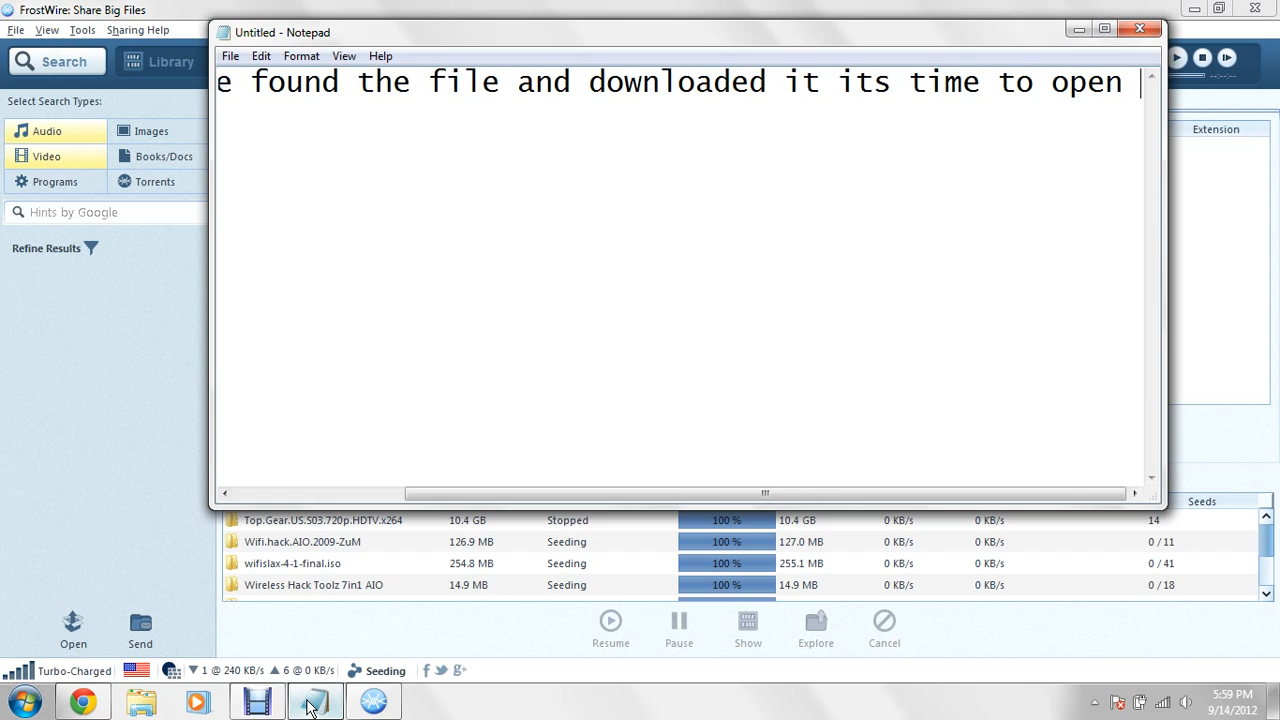 FrostWire: Share Big Files
File View Tools Sharing Help
Search
Library
Select Search Types:
Audio
Images
Video
Books/Docs
Programs
Torrents
Hints by Google
Refine Results
Untitled - Notepad
File Edit Format View Help
e found the file and downloaded it its time to open
--:--:--
Extension
Seeds
Top.Gear.US.S03.720p.HDTV.x264 10.4 GB Stopped 100 % 10.4 GB 0 KB/s 0 KB/s 14
Wifi.hack.AIO.2009-ZuM 126.9 MB Seeding 100 % 127.0 MB 0 KB/s 0 KB/s 0 / 11
wifislax-4-1-final.iso 254.8 MB Seeding 100 % 255.1 MB 0 KB/s 0 KB/s 0 / 41
Wireless Hack Toolz 7in1 AIO 14.9 MB Seeding 100 % 14.9 MB 0 KB/s 0 KB/s 0 / 18
Open
Send
Resume
Pause
Show
Explore
Cancel
Turbo-Charged
1 @ 240 KB/s
6 @ 0 KB/s
Seeding
f
g+
5:59 PM
9/14/2012